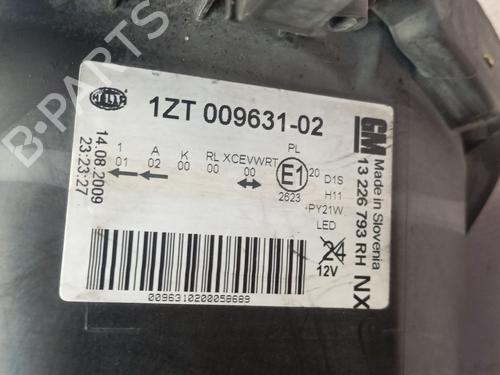 B-PARTS
HELLA
1ZT 009631-02
14.08.2009
23:23:27
1 A K RL XCEVWRT PL
01 02 00 00 00
E1
2623
20
D1S
H11
PY21W
LED
24
12V
0096310200058689
GM
Made in Slovenia
13 226 793 RH NX